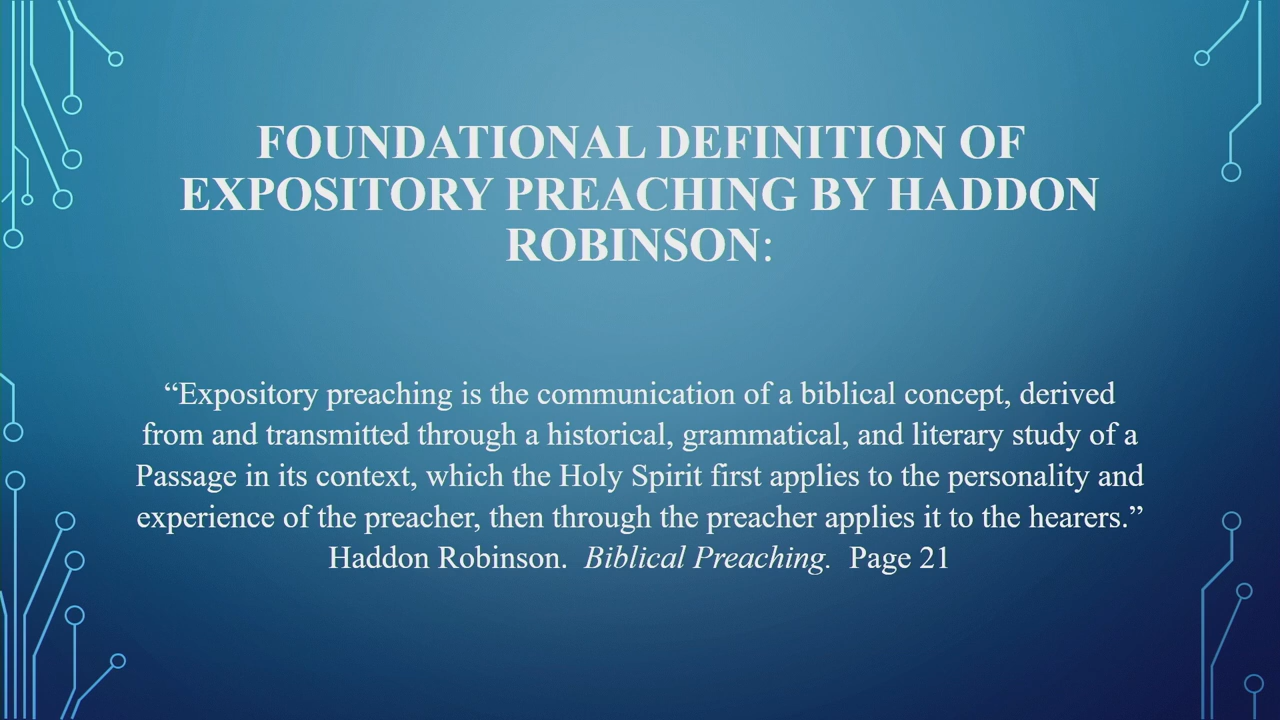 FOUNDATIONAL DEFINITION OF
EXPOSITORY PREACHING BY HADDON
ROBINSON:
“Expository preaching is the communication of a biblical concept, derived
from and transmitted through a historical, grammatical, and literary study of a
Passage in its context, which the Holy Spirit first applies to the personality and
experience of the preacher, then through the preacher applies it to the hearers.”
Haddon Robinson.  Biblical Preaching.  Page 21